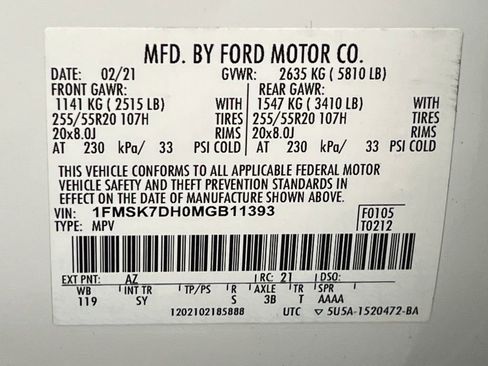 MFD. BY FORD MOTOR CO.
DATE: 02/21 GVWR: 2635 KG ( 5810 LB)
FRONT GAWR: REAR GAWR:
1141 KG ( 2515 LB) WITH 1547 KG ( 3410 LB) WITH
255/55R20 107H TIRES 255/55R20 107H TIRES
20x8.0J RIMS 20x8.0J RIMS
AT 230 kPa/ 33 PSI COLD AT 230 kPa/ 33 PSI COLD
THIS VEHICLE CONFORMS TO ALL APPLICABLE FEDERAL MOTOR
VEHICLE SAFETY AND THEFT PREVENTION STANDARDS IN
EFFECT ON THE DATE OF MANUFACTURE SHOWN ABOVE.
VIN: 1FMSK7DH0MGB11393 F0105
TYPE: MPV T0212
EXT PNT: AZ RC: 21 DSO:
WB INT TR TP/PS R AXLE TR SPR
119 SY S 3B T AAAA
1202102185888 UTC ▽ 5U5A-1520472-BA